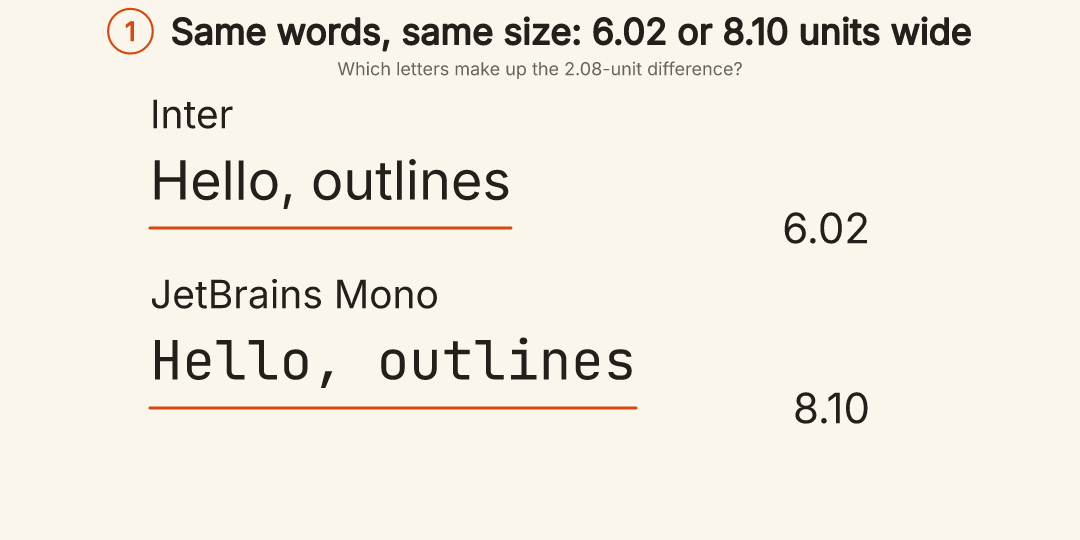 1 Same words, same size: 6.02 or 8.10 units wide
Which letters make up the 2.08-unit difference?
Inter
Hello, outlines
6.02
JetBrains Mono
Hello, outlines
8.10